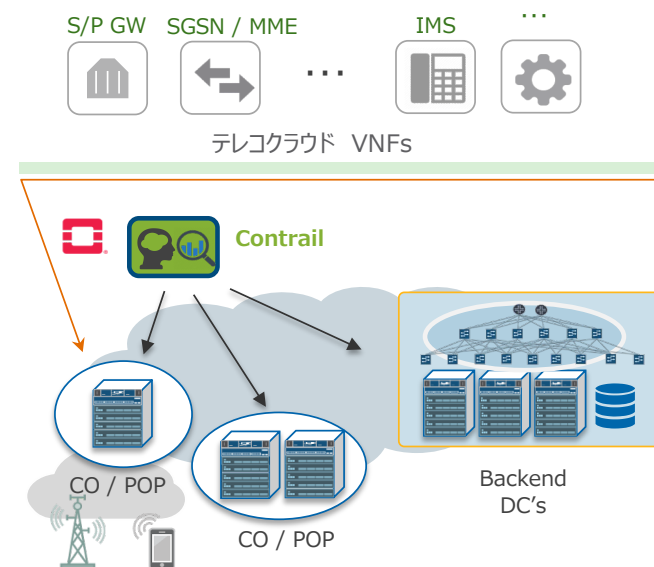 …
S/P GW SGSN / MME IMS
…
テレコクラウド VNFs
Contrail
CO / POP
Backend
DC's
CO / POP